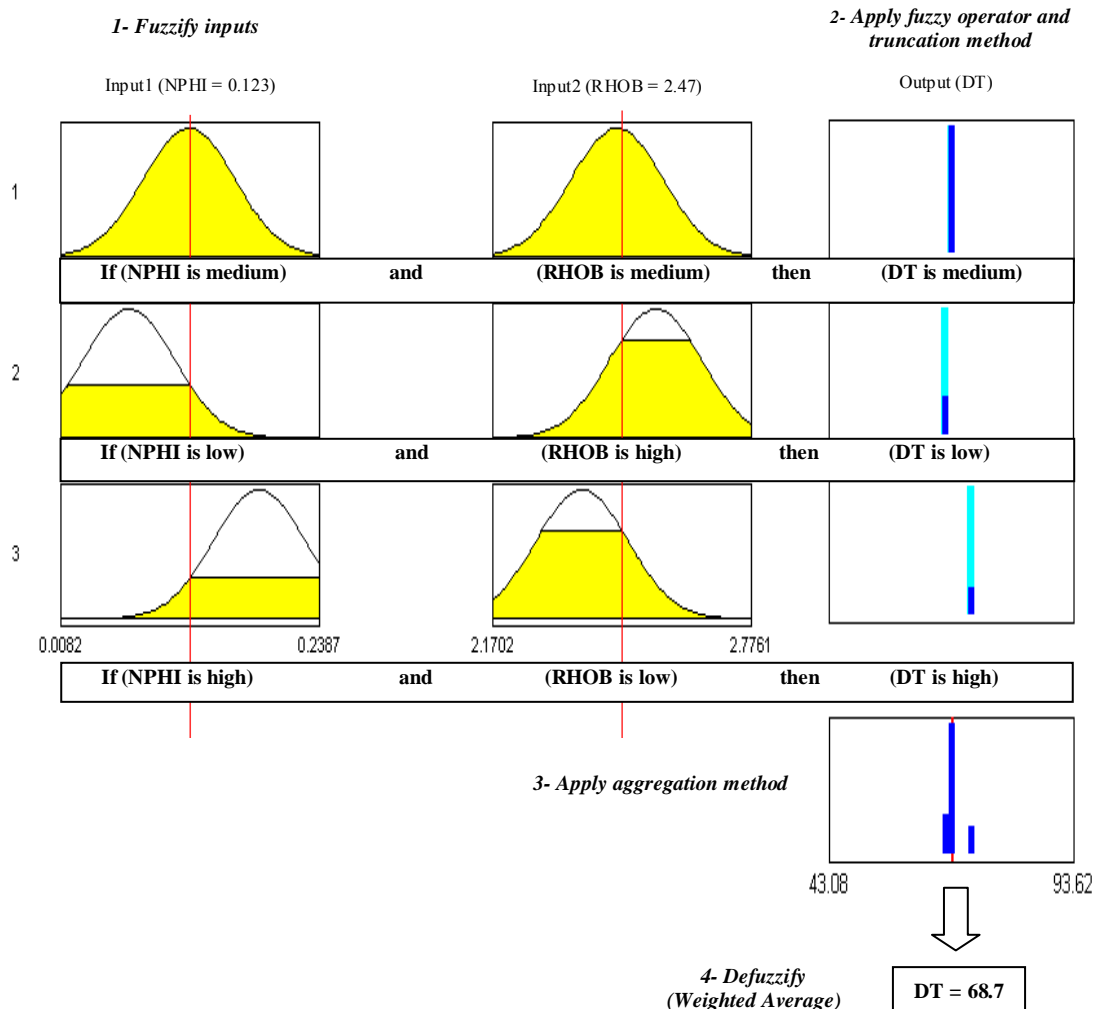 1- Fuzzify inputs
2- Apply fuzzy operator and
truncation method
Input1 (NPHI = 0.123)
Input2 (RHOB = 2.47)
Output (DT)
1
If (NPHI is medium) and (RHOB is medium) then (DT is medium)
2
If (NPHI is low) and (RHOB is high) then (DT is low)
3
0.0082 0.2387 2.1702 2.7761
If (NPHI is high) and (RHOB is low) then (DT is high)
3- Apply aggregation method
43.08 93.62
4- Defuzzify
(Weighted Average)
DT = 68.7